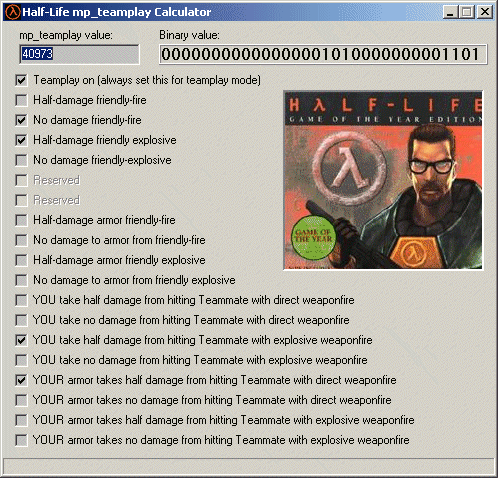 Half-Life mp_teamplay Calculator
mp_teamplay value:
Binary value:
40973
00000000000000001010000000001101
Teamplay on (always set this for teamplay mode)
Half-damage friendly-fire
No damage friendly-fire
Half-damage friendly explosive
No damage friendly-explosive
Reserved
Reserved
Half-damage armor friendly-fire
No damage to armor from friendly-fire
Half-damage armor friendly explosive
No damage to armor from friendly explosive
YOU take half damage from hitting Teammate with direct weaponfire
YOU take no damage from hitting Teammate with direct weaponfire
YOU take half damage from hitting Teammate with explosive weaponfire
YOU take no damage from hitting Teammate with explosive weaponfire
YOUR armor takes half damage from hitting Teammate with direct weaponfire
YOUR armor takes no damage from hitting Teammate with direct weaponfire
YOUR armor takes half damage from hitting Teammate with explosive weaponfire
YOUR armor takes no damage from hitting Teammate with explosive weaponfire
HλLF-LIFE
GAME OF THE YEAR EDITION
λ
GAME OF
THE YEAR
λ